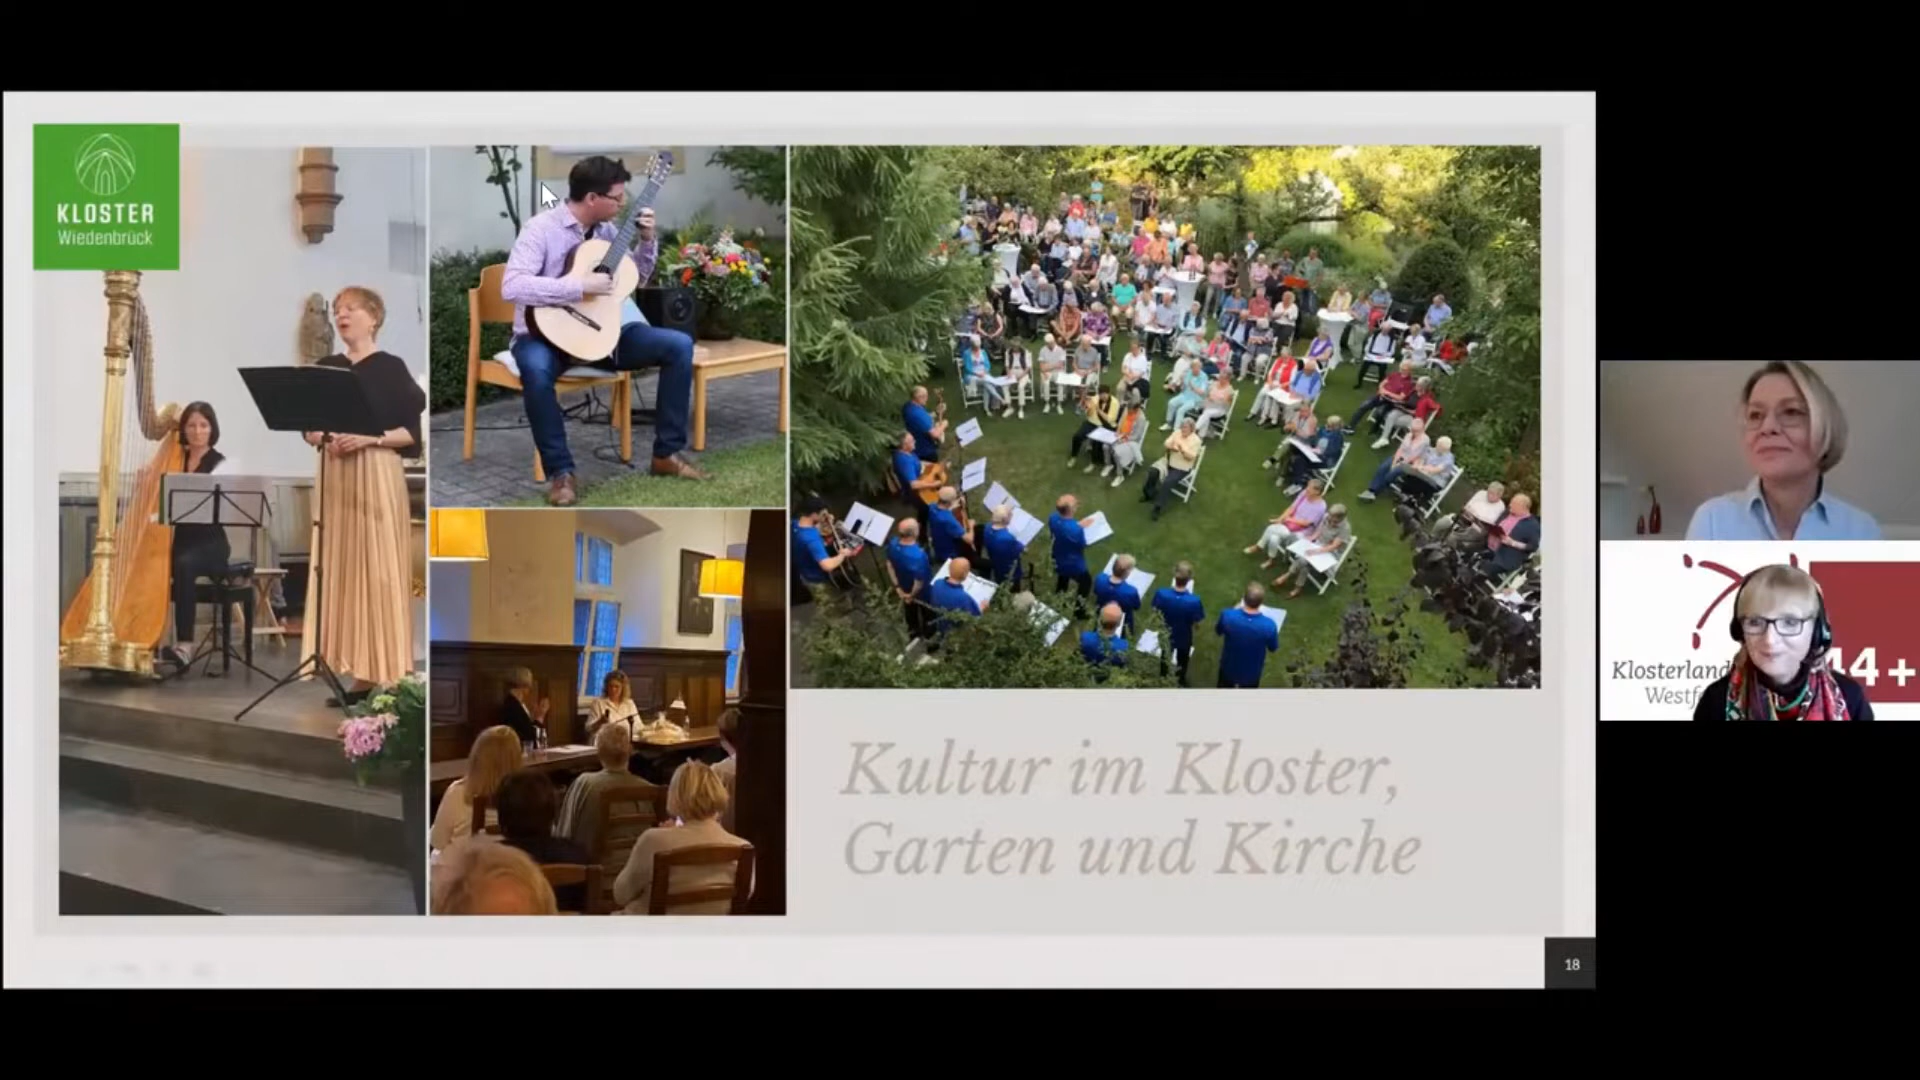 KLOSTER
Wiedenbrück
Kultur im Kloster,
Garten und Kirche
18
Klosterland
44+